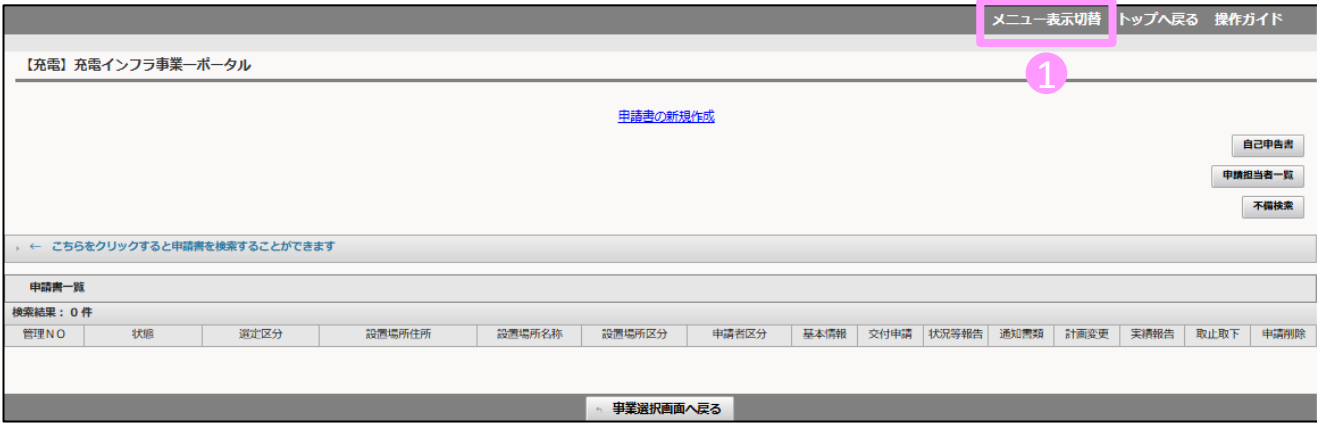 メニュー表示切替 トップへ戻る 操作ガイド
1
【充電】充電インフラ事業ーポータル
申請書の新規作成
自己申告書
申請担当者一覧
不備検索
← こちらをクリックすると申請書を検索することができます
申請書一覧
検索結果：0 件
管理ＮＯ 状態 選定区分 設置場所住所 設置場所名称 設置場所区分 申請者区分 基本情報 交付申請 状況等報告 通知書類 計画変更 実績報告 取止取下 申請削除
事業選択画面へ戻る